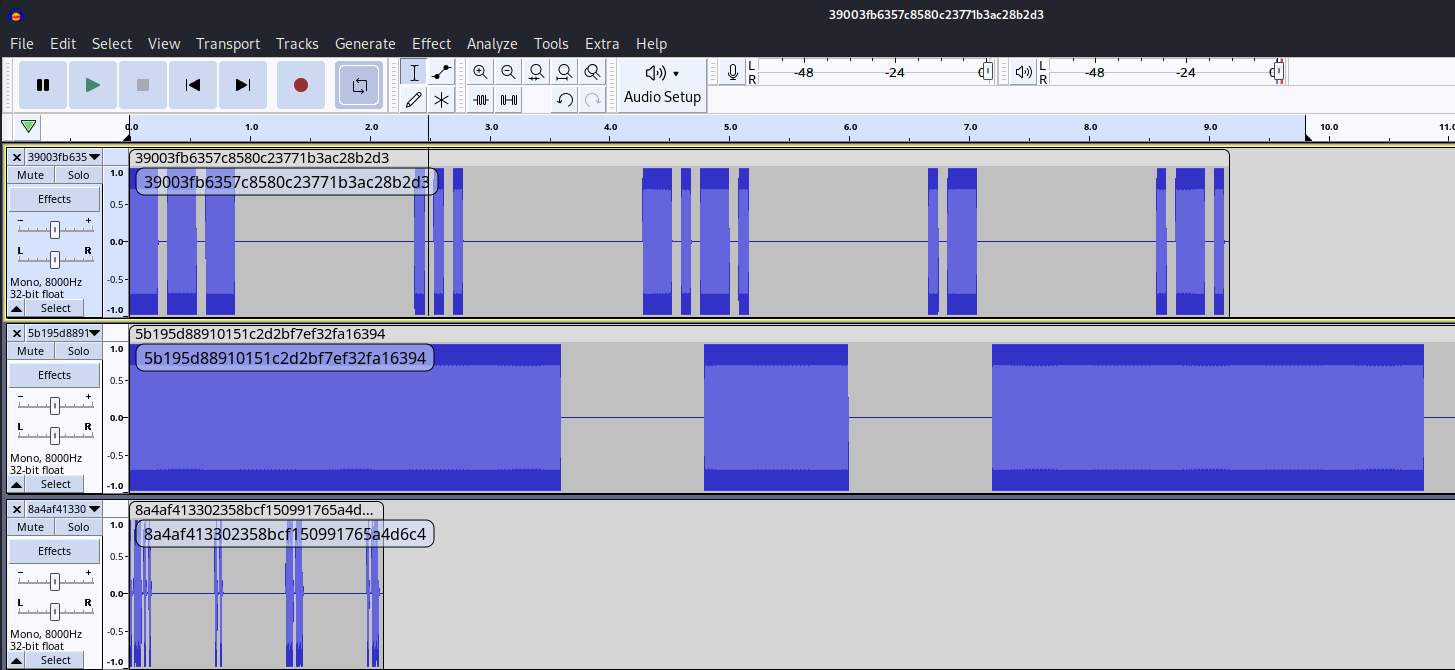 39003fb6357c8580c23771b3ac28b2d3
File Edit Select View Transport Tracks Generate Effect Analyze Tools Extra Help
L R -48 -24 0 L R -48 -24 0
Audio Setup
0.0 1.0 2.0 3.0 4.0 5.0 6.0 7.0 8.0 9.0 10.0 11.0
39003fb635
39003fb6357c8580c23771b3ac28b2d3
Mute Solo
39003fb6357c8580c23771b3ac28b2d3
Effects
- +
L R
Mono, 8000Hz
32-bit float
Select
1.0
0.5
0.0
-0.5
-1.0
5b195d8891
5b195d88910151c2d2bf7ef32fa16394
Mute Solo
5b195d88910151c2d2bf7ef32fa16394
Effects
- +
L R
Mono, 8000Hz
32-bit float
Select
1.0
0.5
0.0
-0.5
-1.0
8a4af41330
8a4af413302358bcf150991765a4d...
Mute Solo
8a4af413302358bcf150991765a4d6c4
Effects
- +
L R
Mono, 8000Hz
32-bit float
Select
1.0
0.5
0.0
-0.5
-1.0